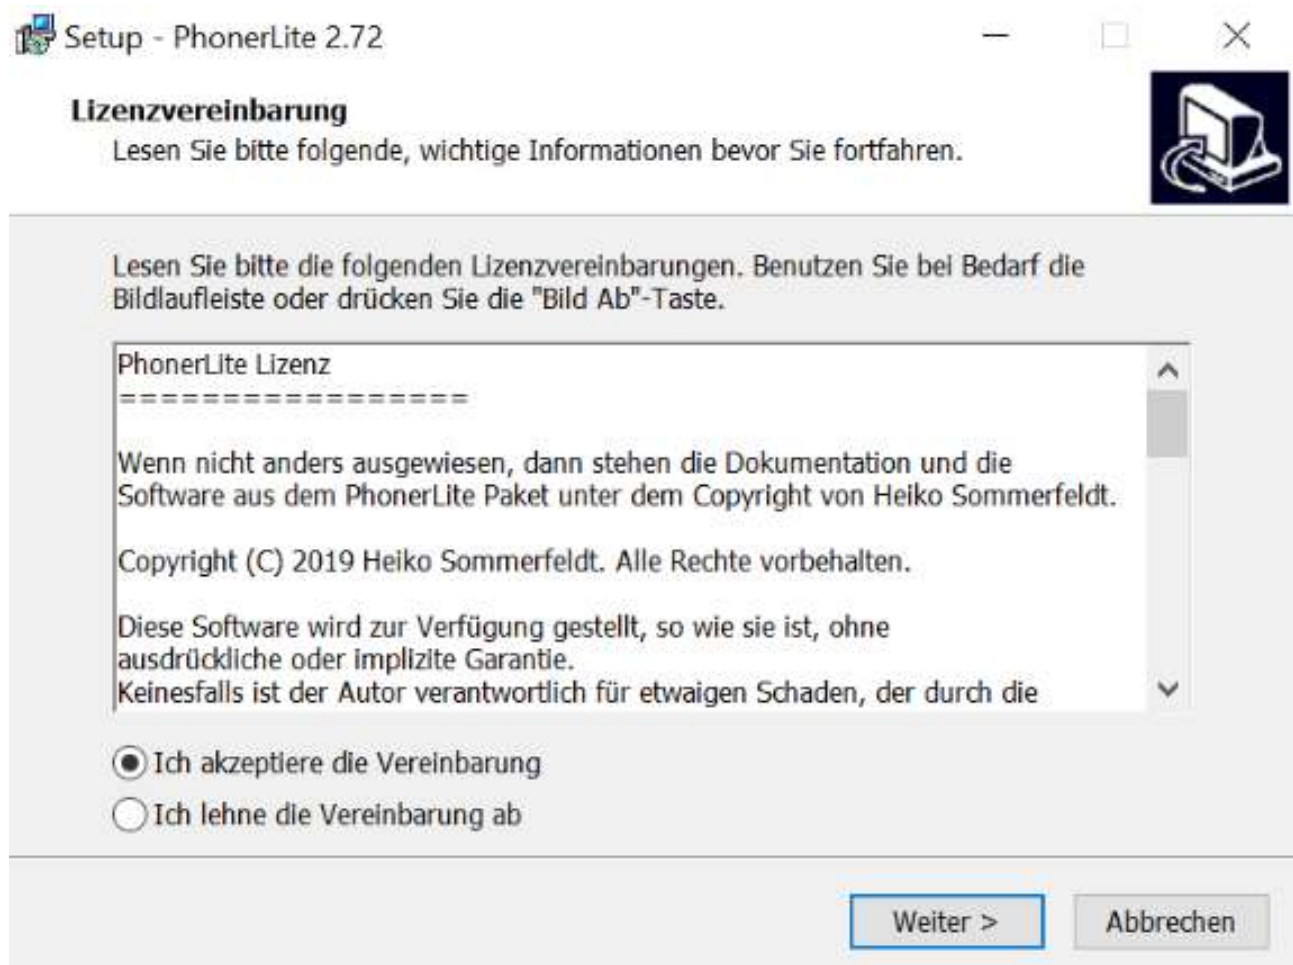 Setup - PhonerLite 2.72
Lizenzvereinbarung
Lesen Sie bitte folgende, wichtige Informationen bevor Sie fortfahren.
Lesen Sie bitte die folgenden Lizenzvereinbarungen. Benutzen Sie bei Bedarf die
Bildlaufleiste oder drücken Sie die "Bild Ab"-Taste.
PhonerLite Lizenz
==================
Wenn nicht anders ausgewiesen, dann stehen die Dokumentation und die
Software aus dem PhonerLite Paket unter dem Copyright von Heiko Sommerfeldt.
Copyright (C) 2019 Heiko Sommerfeldt. Alle Rechte vorbehalten.
Diese Software wird zur Verfügung gestellt, so wie sie ist, ohne
ausdrückliche oder implizite Garantie.
Keinesfalls ist der Autor verantwortlich für etwaigen Schaden, der durch die
Ich akzeptiere die Vereinbarung
Ich lehne die Vereinbarung ab
Weiter >
Abbrechen